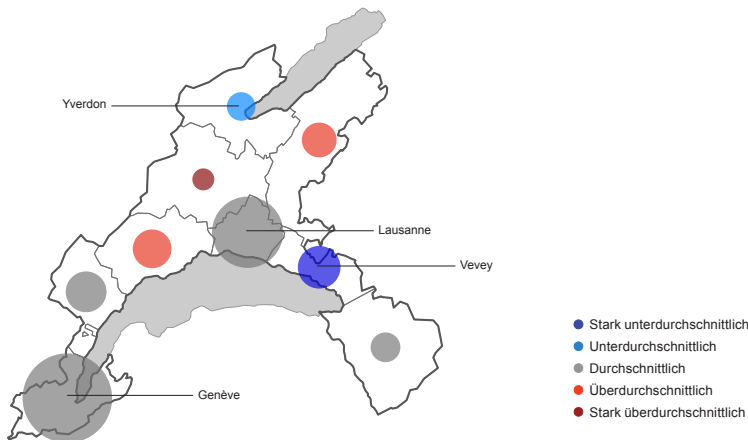 Yverdon
Lausanne
Vevey
Stark unterdurchschnittlich
Unterdurchschnittlich
Durchschnittlich
Überdurchschnittlich
Genève
Stark überdurchschnittlich